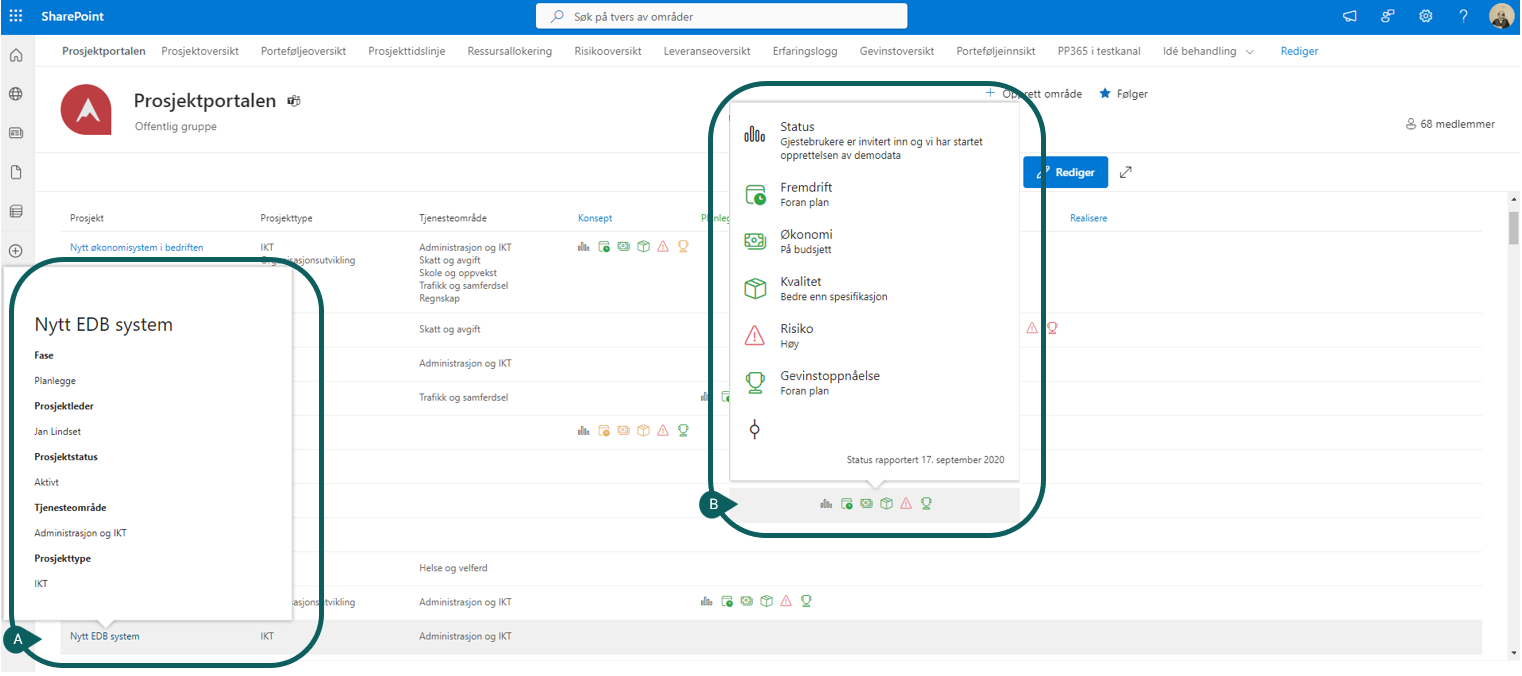 SharePoint
Søk på tvers av områder
?
Prosjektportalen Prosjektoversikt Porteføljeoversikt Prosjekttidslinje Ressursallokering Risikooversikt Leveranseoversikt Erfaringslogg Gevinstoversikt Porteføljeinnsikt PP365 i testkanal Idé behandling Rediger
Prosjektportalen
Offentlig gruppe
Opprett område Følger
68 medlemmer
Rediger
Prosjekt Prosjekttype Tjenesteområde Konsept Realisere
Nytt økonomisystem i bedriften IKT Administrasjon og IKT
Organisasjonsutvikling Skatt og avgift
Skole og oppvekst
Trafikk og samferdsel
Regnskap
Skatt og avgift
Administrasjon og IKT
Trafikk og samferdsel
Helse og velferd
Administrasjon og IKT
Nytt EDB system IKT Administrasjon og IKT
Nytt EDB system
Fase
Planlegge
Prosjektleder
Jan Lindset
Prosjektstatus
Aktivt
Tjenesteområde
Administrasjon og IKT
Prosjekttype
IKT
A
Status
Gjestebrukere er invitert inn og vi har startet
opprettelsen av demodata
Fremdrift
Foran plan
Økonomi
På budsjett
Kvalitet
Bedre enn spesifikasjon
Risiko
Høy
Gevinstoppnåelse
Foran plan
Status rapportert 17. september 2020
B